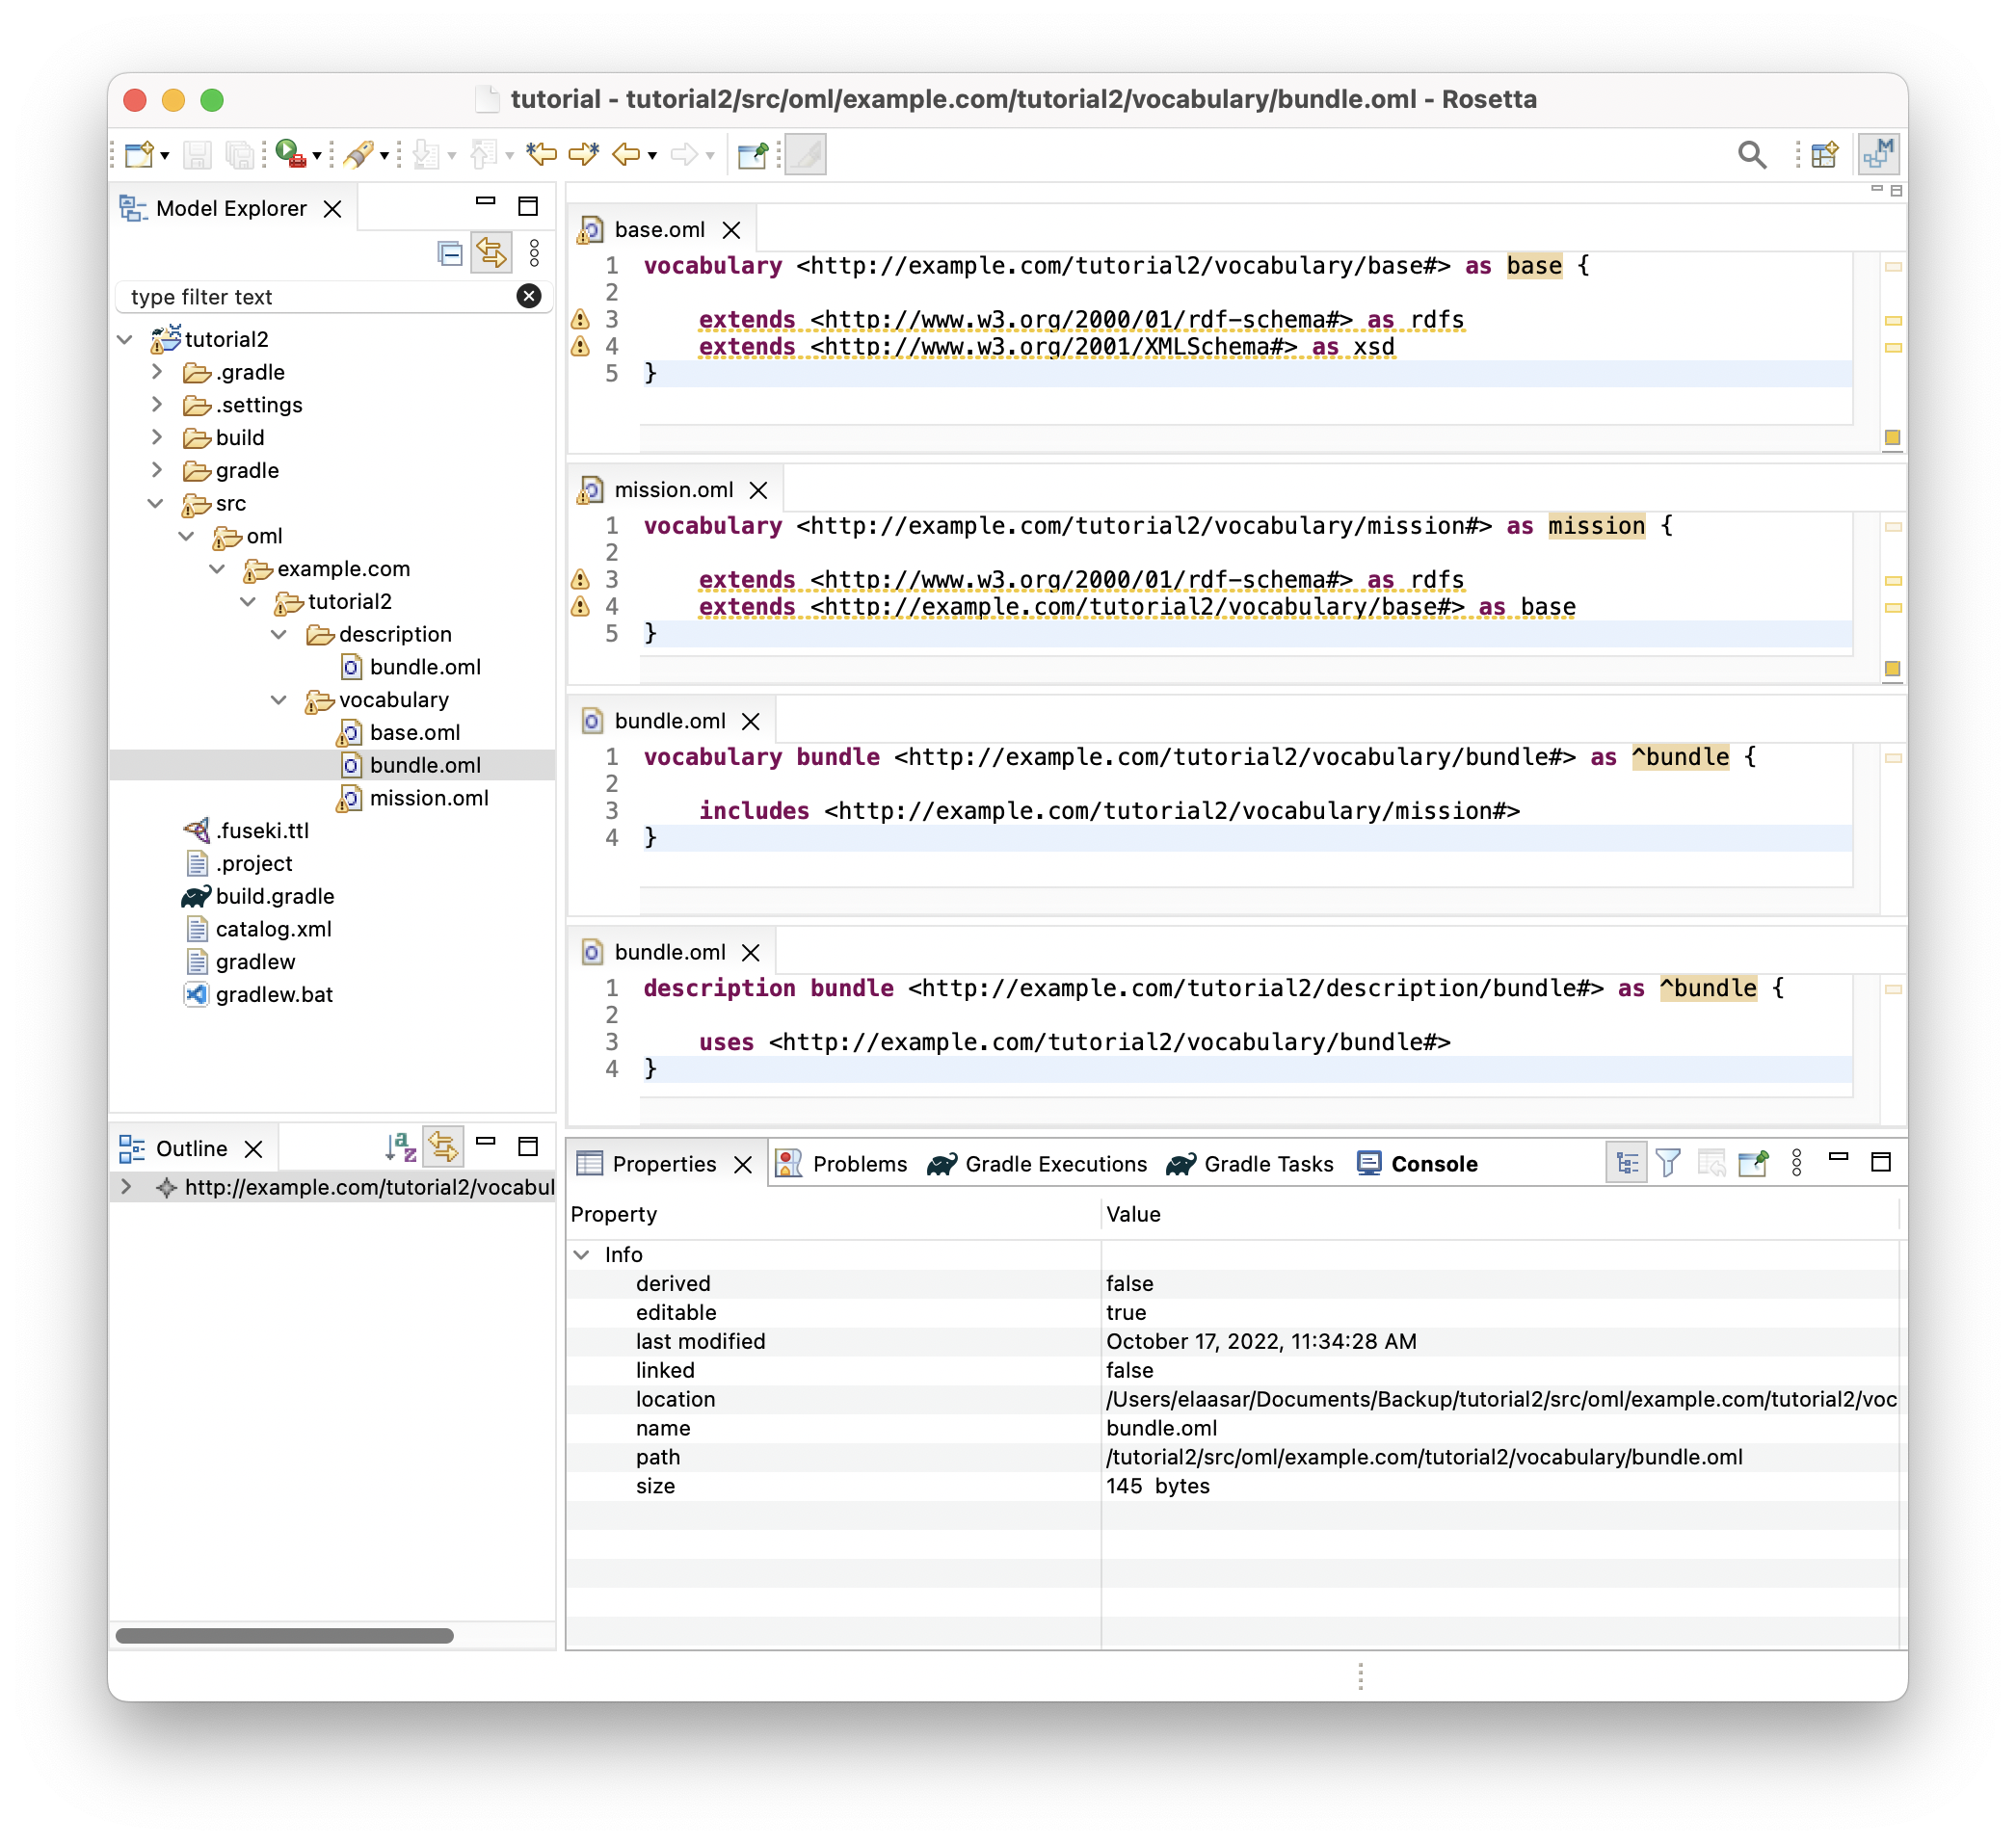 tutorial - tutorial2/src/oml/example.com/tutorial2/vocabulary/bundle.oml - Rosetta
Model Explorer
type filter text
tutorial2
.gradle
.settings
build
gradle
src
oml
example.com
tutorial2
description
bundle.oml
vocabulary
base.oml
bundle.oml
mission.oml
.fuseki.ttl
.project
build.gradle
catalog.xml
gradlew
gradlew.bat
Outline
http://example.com/tutorial2/vocabul
base.oml
1 vocabulary <http://example.com/tutorial2/vocabulary/base#> as base {
2
3 extends <http://www.w3.org/2000/01/rdf-schema#> as rdfs
4 extends <http://www.w3.org/2001/XMLSchema#> as xsd
5 }
mission.oml
1 vocabulary <http://example.com/tutorial2/vocabulary/mission#> as mission {
2
3 extends <http://www.w3.org/2000/01/rdf-schema#> as rdfs
4 extends <http://example.com/tutorial2/vocabulary/base#> as base
5 }
bundle.oml
1 vocabulary bundle <http://example.com/tutorial2/vocabulary/bundle#> as ^bundle {
2
3 includes <http://example.com/tutorial2/vocabulary/mission#>
4 }
bundle.oml
1 description bundle <http://example.com/tutorial2/description/bundle#> as ^bundle {
2
3 uses <http://example.com/tutorial2/vocabulary/bundle#>
4 }
Properties Problems Gradle Executions Gradle Tasks Console
Property Value
Info
derived false
editable true
last modified October 17, 2022, 11:34:28 AM
linked false
location /Users/elaasar/Documents/Backup/tutorial2/src/oml/example.com/tutorial2/voc
name bundle.oml
path /tutorial2/src/oml/example.com/tutorial2/vocabulary/bundle.oml
size 145 bytes